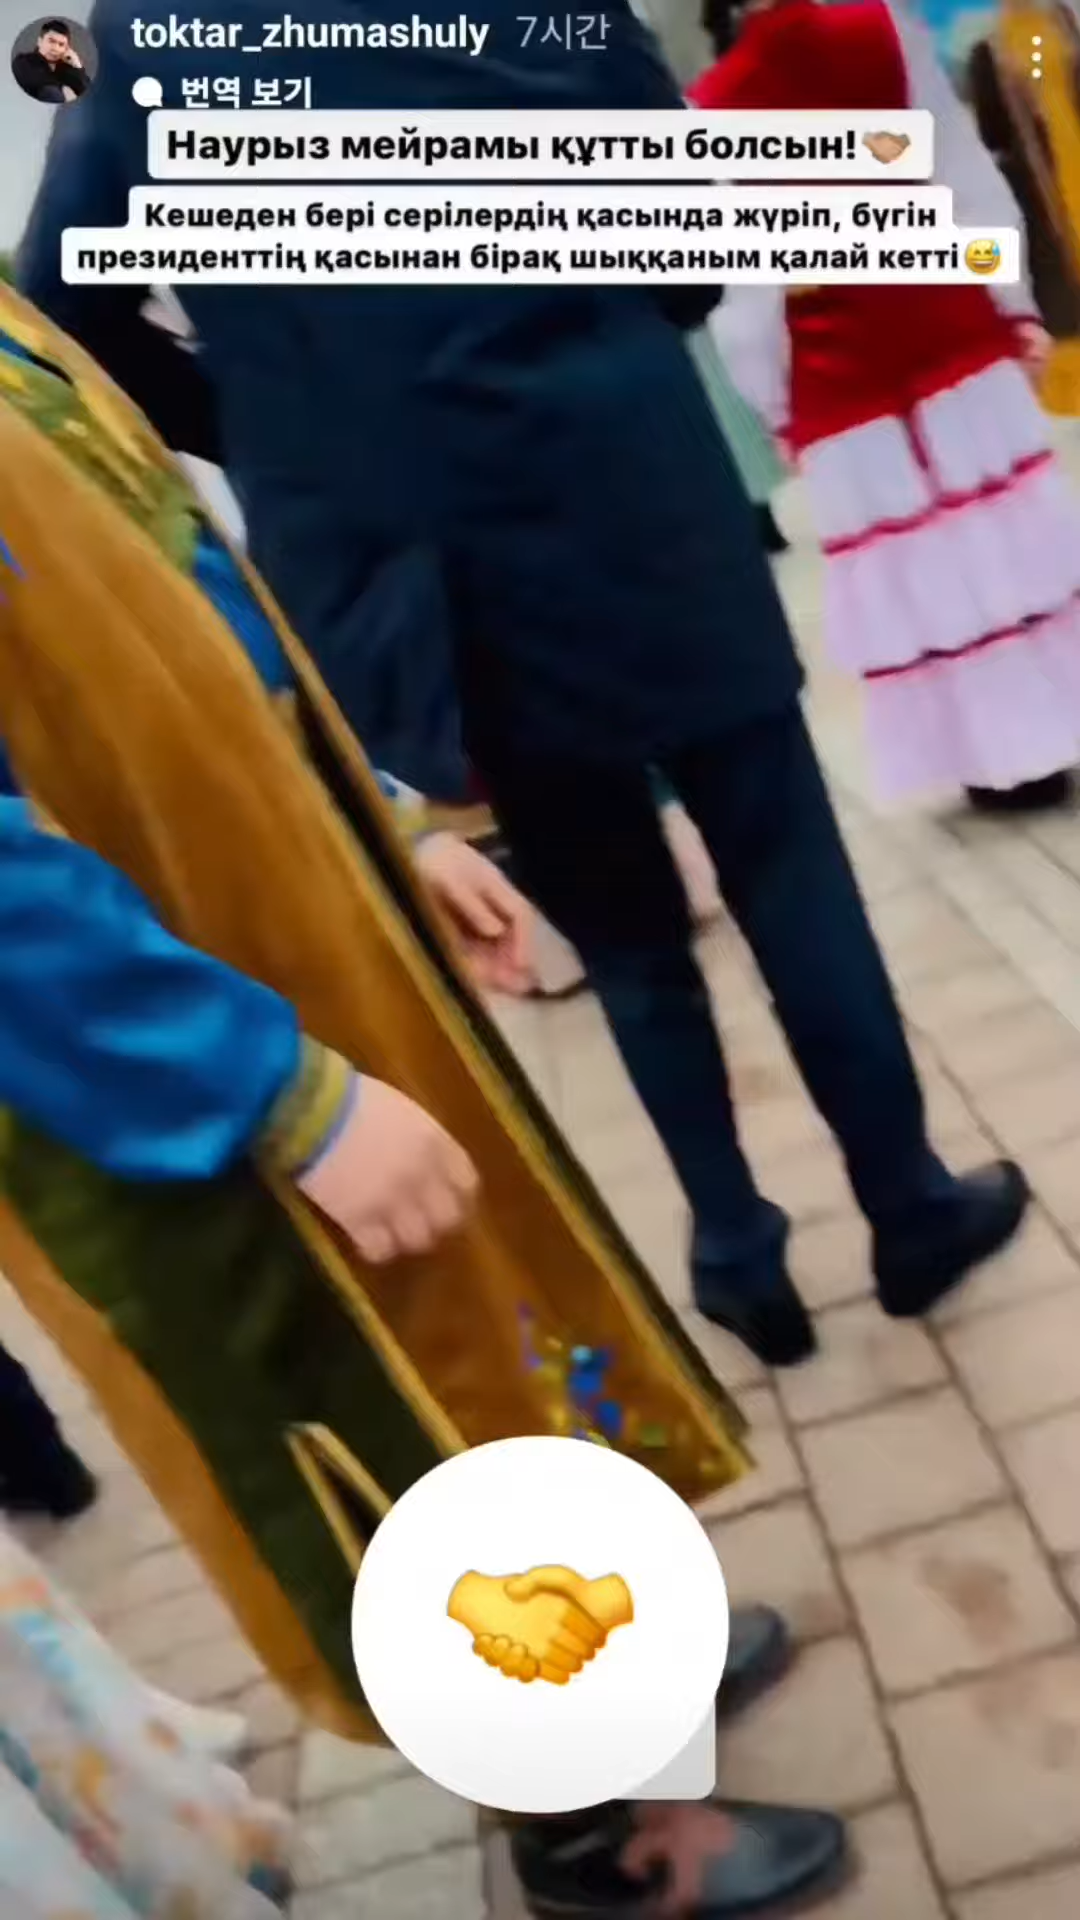 toktar_zhumashuly 7시간
번역 보기
Наурыз мейрамы құтты болсын!🤝🏼
Кешеден бері серілердің қасында жүріп, бүгін
президенттің қасынан бірақ шыққаным қалай кетті😅